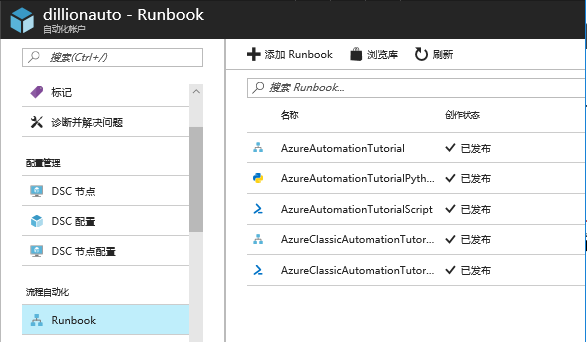 dillionauto - Runbook
自动化帐户
搜索(Ctrl+/)
标记
诊断并解决问题
配置管理
DSC 节点
DSC 配置
DSC 节点配置
流程自动化
Runbook
添加 Runbook
浏览库
刷新
搜索 Runbook...
名称
创作状态
AzureAutomationTutorial
已发布
AzureAutomationTutorialPyth...
已发布
AzureAutomationTutorialScript
已发布
AzureClassicAutomationTutor...
已发布
AzureClassicAutomationTutor...
已发布